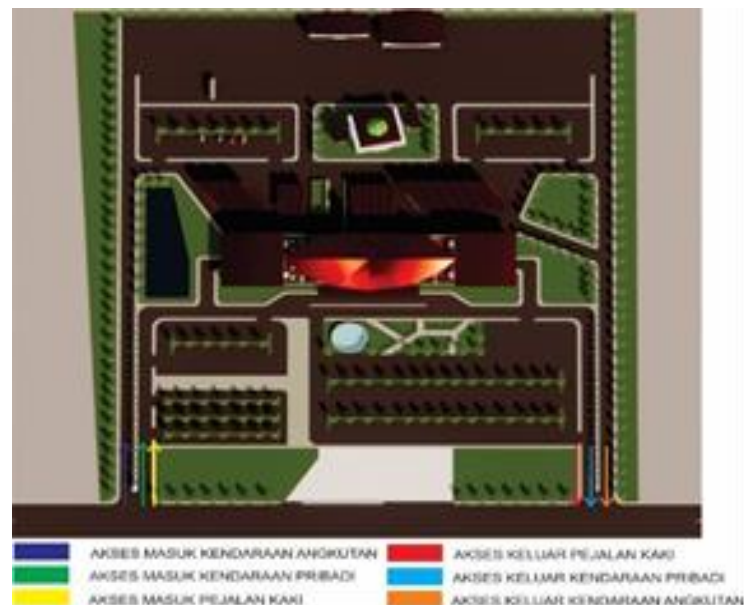 AKSES MASUK KENDARAAN ANGKUTAN
AKSES MASUK KENDARAAN PRIBADI
AKSES MASUK PEJALAN KAKI
AKSES KELUAR PEJALAN KAKI
AKSES KELUAR KENDARAAN PRIBADI
AKSES KELUAR KENDARAAN ANGKUTAN